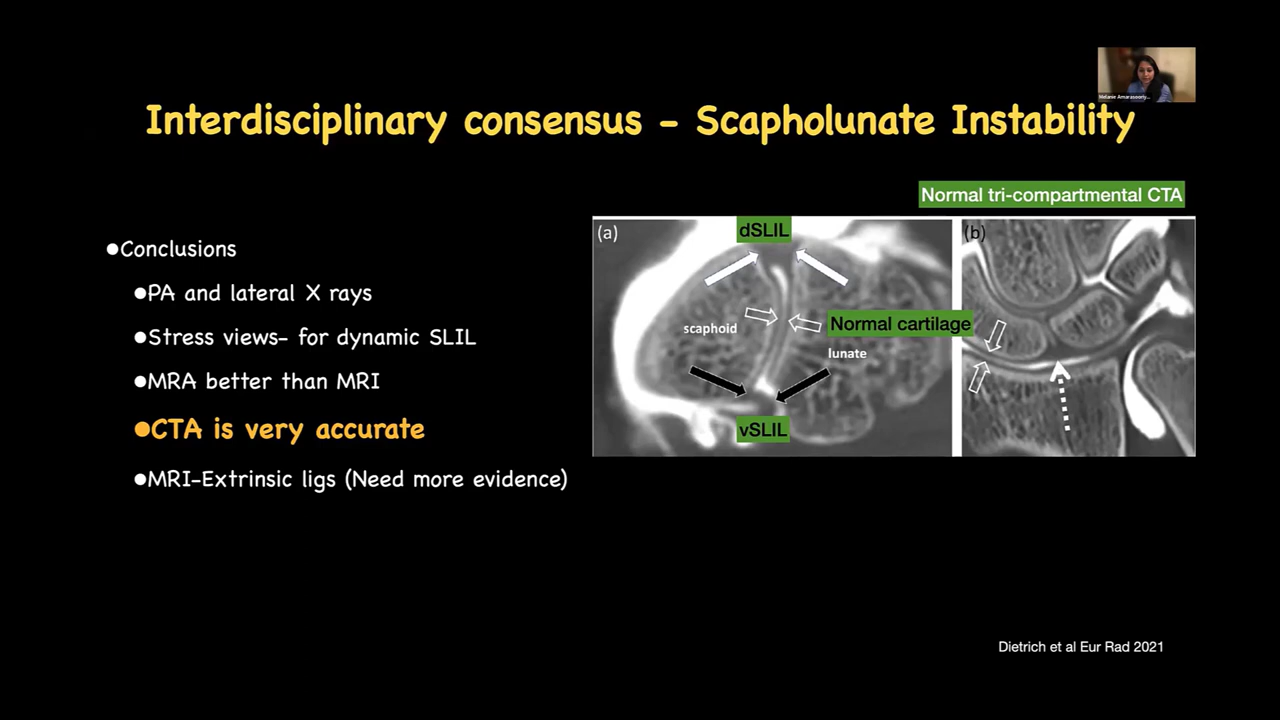 Melanie
Interdisciplinary consensus - Scapholunate Instability
Normal tri-compartmental CTA
●Conclusions
●PA and lateral X rays
●Stress views- for dynamic SLIL
●MRA better than MRI
●CTA is very accurate
●MRI-Extrinsic ligs (Need more evidence)
(a)
dSLIL
(b)
scaphoid
Normal cartilage
lunate
vSLIL
Dietrich et al Eur Rad 2021